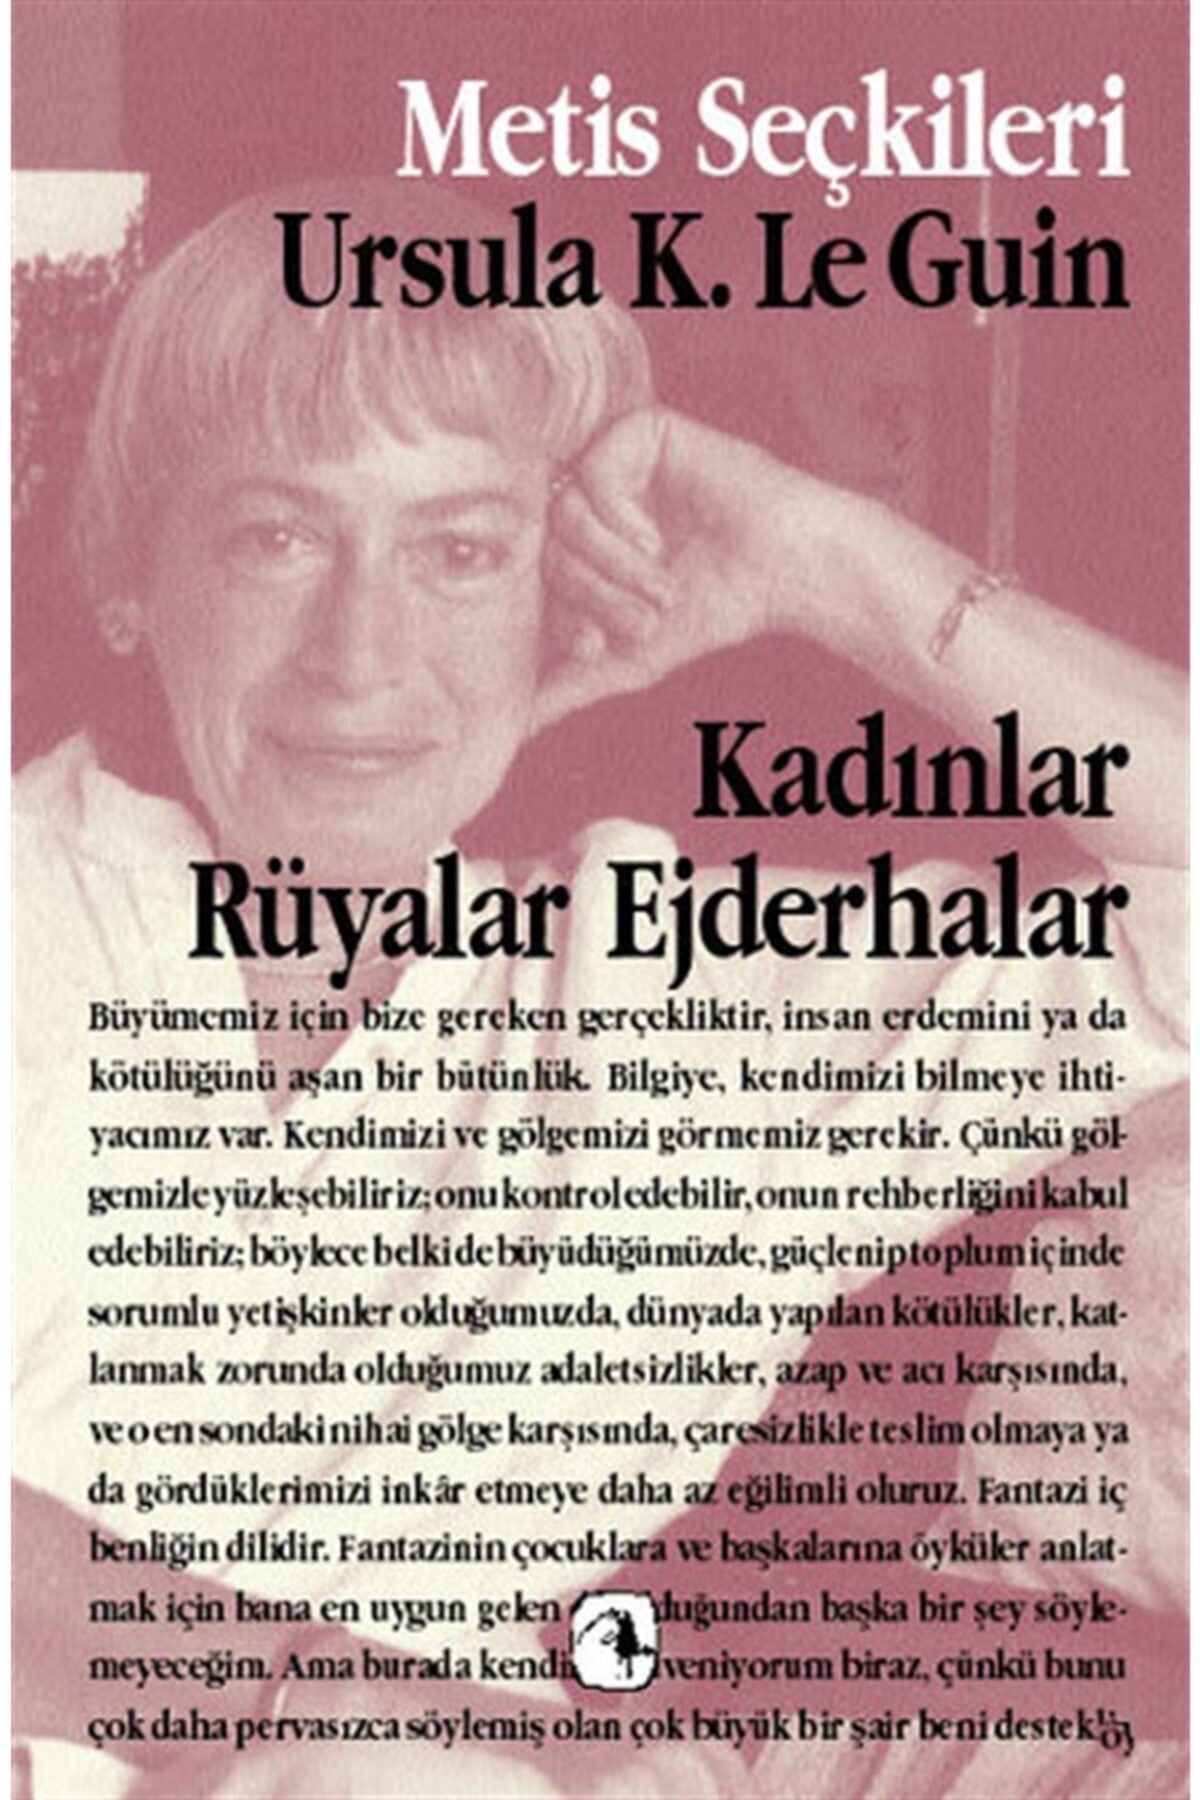 Metis Seçkileri
Ursula K. Le Guin
Kadınlar
Rüyalar Ejderhalar
Büyümemiz için bize gereken gerçekliktir, insan erdemini ya da
kötülüğünü aşan bir bütünlük. Bilgiye, kendimizi bilmeye ihti-
yacımız var. Kendimizi ve gölgemizi görmemiz gerekir. Çünkü göl-
gemizle yüzleşebiliriz; onu kontrol edebilir, onun rehberliğini kabul
edebiliriz; böylece belki de büyüdüğümüzde, güçlenip toplum içinde
sorumlu yetişkinler olduğumuzda, dünyada yapılan kötülükler, kat-
lanmak zorunda olduğumuz adaletsizlikler, azap ve acı karşısında,
ve o en sondaki nihai gölge karşısında, çaresizlikle teslim olmaya ya
da gördüklerimizi inkâr etmeye daha az eğilimli oluruz. Fantazi iç
benliğin dilidir. Fantazinin çocuklara ve başkalarına öyküler anlat-
mak için bana en uygun gelen duğundan başka bir şey söyle-
meyeceğim. Ama burada kendi veniyorum biraz, çünkü bunu
çok daha pervasızca söylemiş olan çok büyük bir şair beni destek